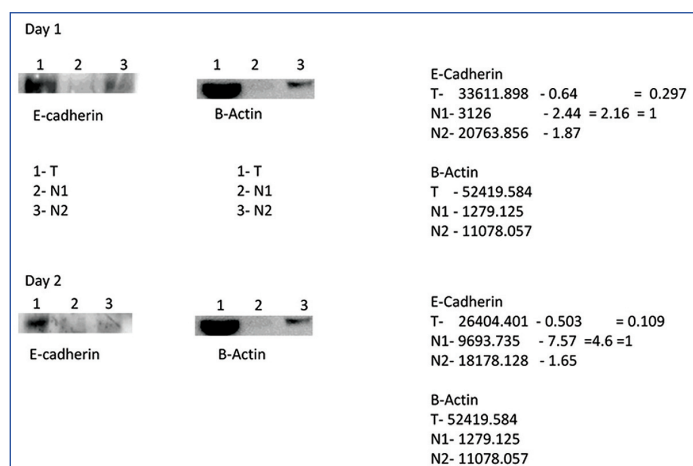 Day 1
1 2 3
E-cadherin
1 2 3
B-Actin
1- T
2- N1
3- N2
1- T
2- N1
3- N2
E-Cadherin
T- 33611.898 - 0.64 = 0.297
N1- 3126 - 2.44 = 2.16 = 1
N2- 20763.856 - 1.87
B-Actin
T - 52419.584
N1 - 1279.125
N2 - 11078.057
Day 2
1 2 3
E-cadherin
1 2 3
B-Actin
E-Cadherin
T- 26404.401 - 0.503 = 0.109
N1- 9693.735 - 7.57 =4.6 =1
N2- 18178.128 - 1.65
B-Actin
T- 52419.584
N1- 1279.125
N2- 11078.057